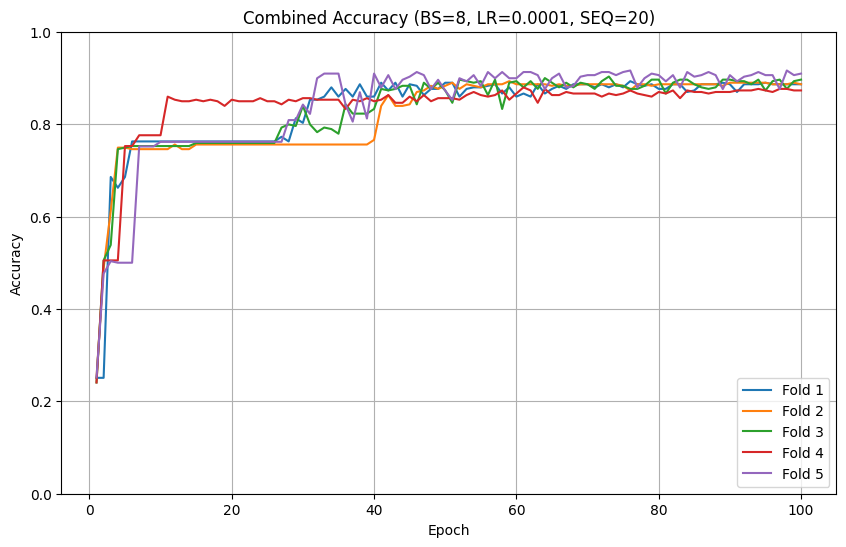 Combined Accuracy (BS=8, LR=0.0001, SEQ=20)
1.0
0.8
0.6
0.4
0.2
0.0
Accuracy
0 20 40 60 80 100
Epoch
Fold 1
Fold 2
Fold 3
Fold 4
Fold 5